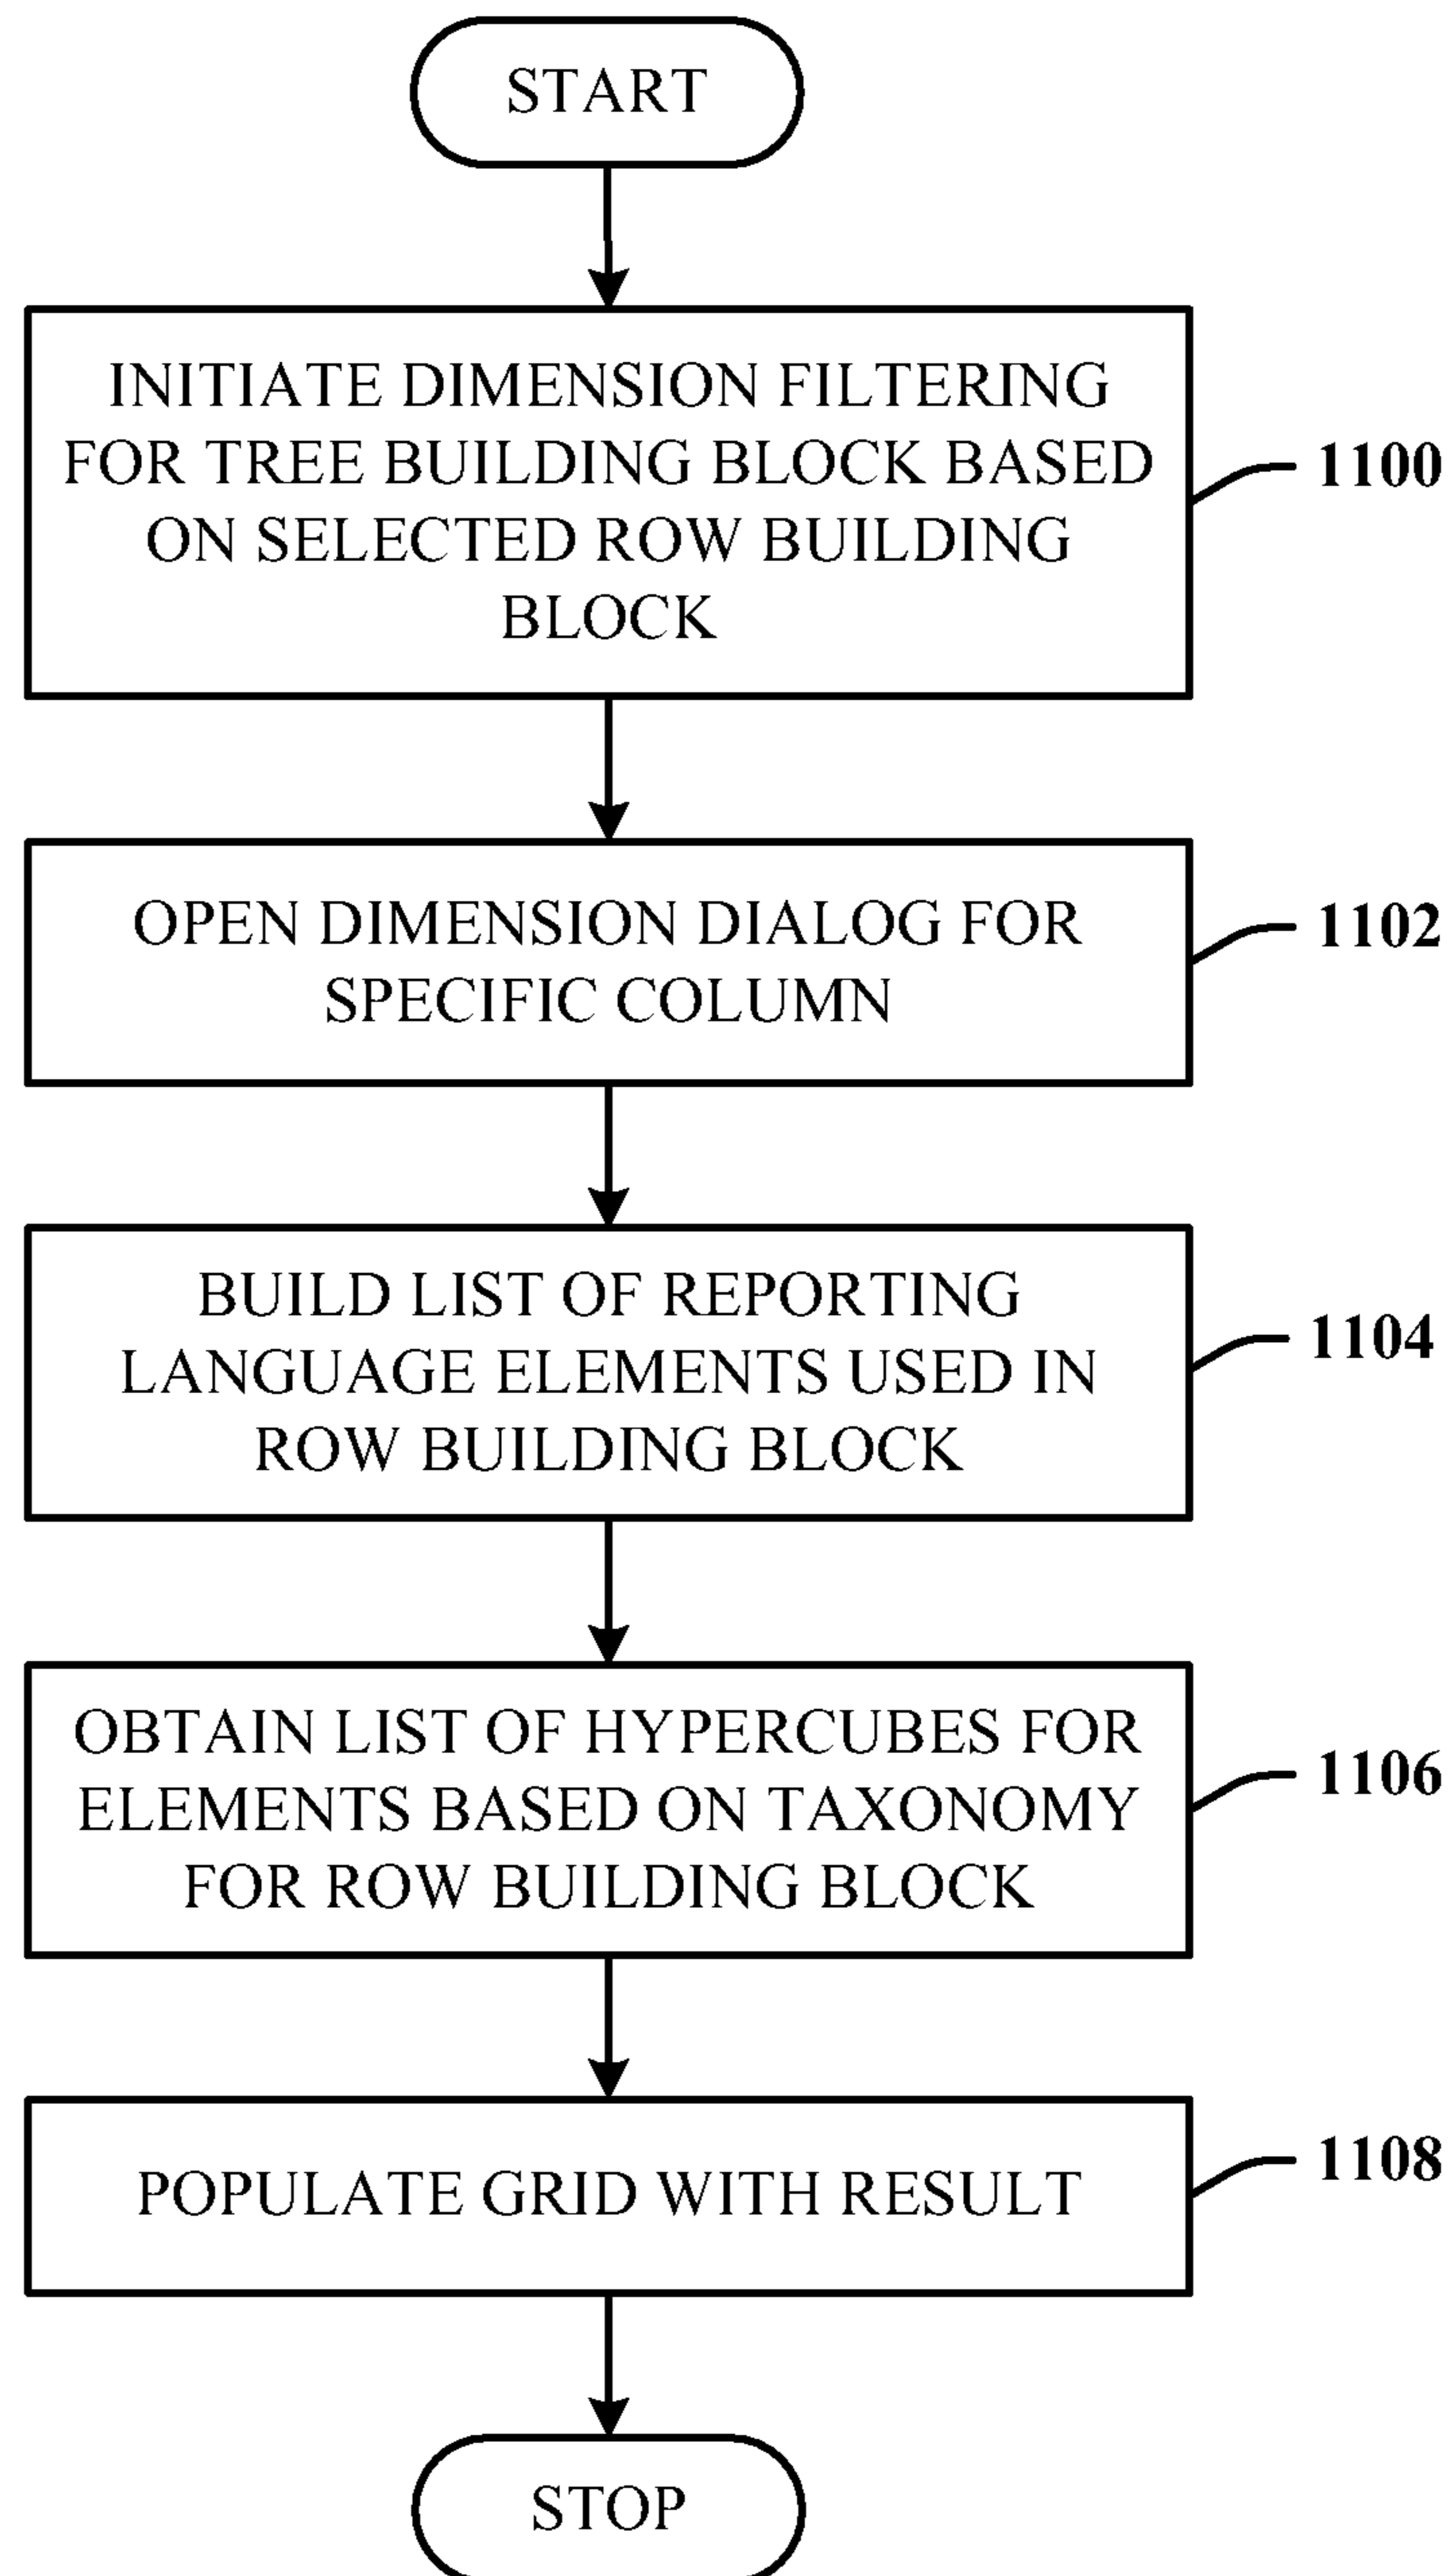 START
INITIATE DIMENSION FILTERING
FOR TREE BUILDING BLOCK BASED
ON SELECTED ROW BUILDING
BLOCK
1100
OPEN DIMENSION DIALOG FOR
SPECIFIC COLUMN
1102
BUILD LIST OF REPORTING
LANGUAGE ELEMENTS USED IN
ROW BUILDING BLOCK
1104
OBTAIN LIST OF HYPERCUBES FOR
ELEMENTS BASED ON TAXONOMY
FOR ROW BUILDING BLOCK
1106
POPULATE GRID WITH RESULT
1108
STOP